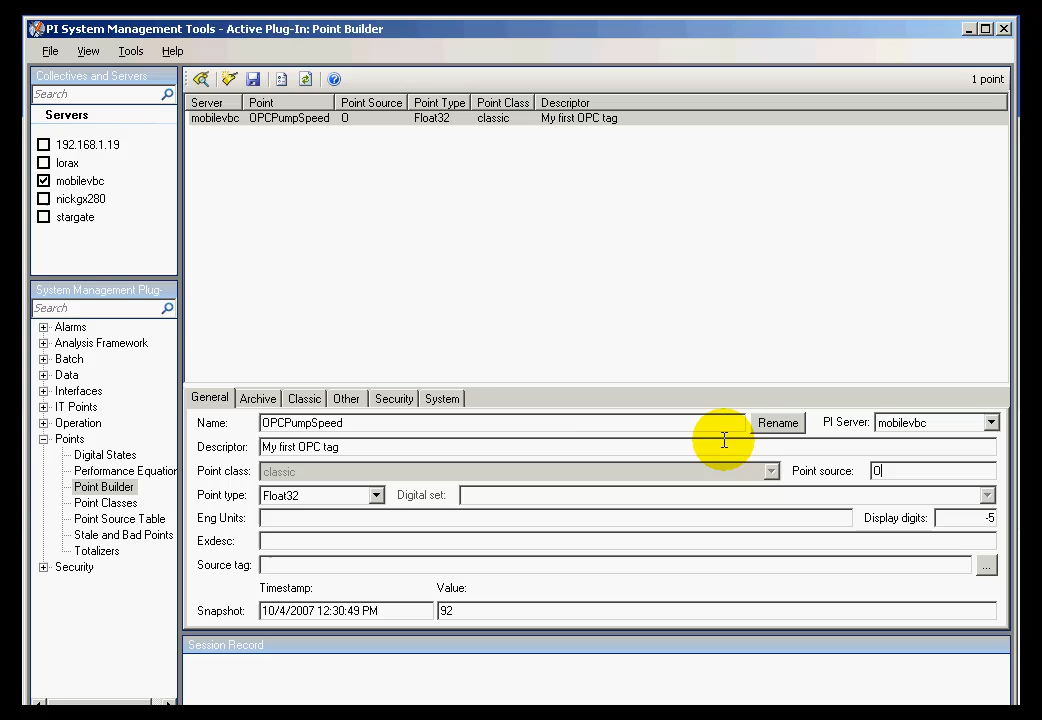 PI System Management Tools - Active Plug-In: Point Builder
File View Tools Help
Collectives and Servers
Search
Servers
192.168.1.19
lorax
mobilevbc
nickgx280
stargate
System Management Plug-
Search
Alarms
Analysis Framework
Batch
Data
Interfaces
IT Points
Operation
Points
Digital States
Performance Equation
Point Builder
Point Classes
Point Source Table
Stale and Bad Points
Totalizers
Security
1 point
Server Point Point Source Point Type Point Class Descriptor
mobilevbc OPCPumpSpeed O Float32 classic My first OPC tag
General Archive Classic Other Security System
Name: OPCPumpSpeed Rename PI Server: mobilevbc
Descriptor: My first OPC tag
Point class: classic Point source: O
Point type: Float32 Digital set:
Eng Units: Display digits: -5
Exdesc:
Source tag: ...
Timestamp: Value:
Snapshot: 10/4/2007 12:30:49 PM 92
Session Record